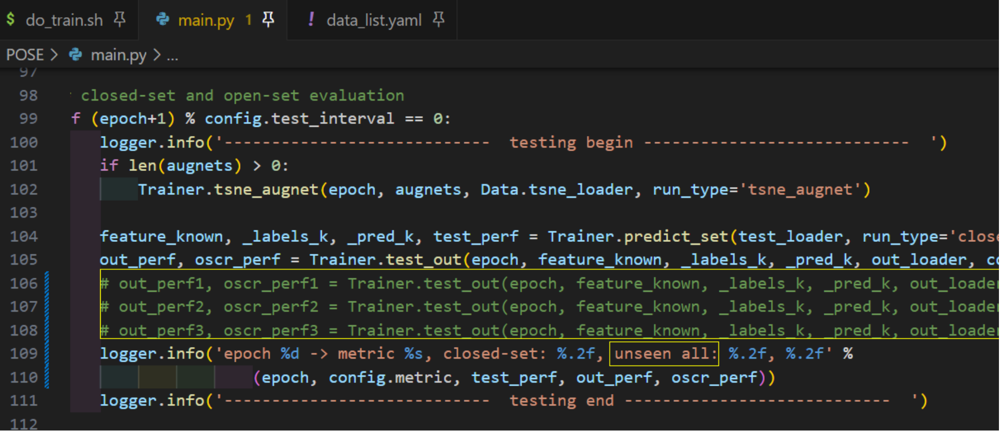 $ do_train.sh main.py 1 ! data_list.yaml
POSE > main.py > ...
97
98 closed-set and open-set evaluation
99 f (epoch+1) % config.test_interval == 0:
100 logger.info('---------------------------- testing begin ---------------------------- ')
101 if len(augnets) > 0:
102 Trainer.tsne_augnet(epoch, augnets, Data.tsne_loader, run_type='tsne_augnet')
103
104 feature_known, _labels_k, _pred_k, test_perf = Trainer.predict_set(test_loader, run_type='close
105 out_perf, oscr_perf = Trainer.test_out(epoch, feature_known, _labels_k, _pred_k, out_loader, co
106 # out_perf1, oscr_perf1 = Trainer.test_out(epoch, feature_known, _labels_k, _pred_k, out_loader
107 # out_perf2, oscr_perf2 = Trainer.test_out(epoch, feature_known, _labels_k, _pred_k, out_loader
108 # out_perf3, oscr_perf3 = Trainer.test_out(epoch, feature_known, _labels_k, _pred_k, out_loader
109 logger.info('epoch %d -> metric %s, closed-set: %.2f, unseen all: %.2f, %.2f' %
110 (epoch, config.metric, test_perf, out_perf, oscr_perf))
111 logger.info('---------------------------- testing end ---------------------------- ')
112